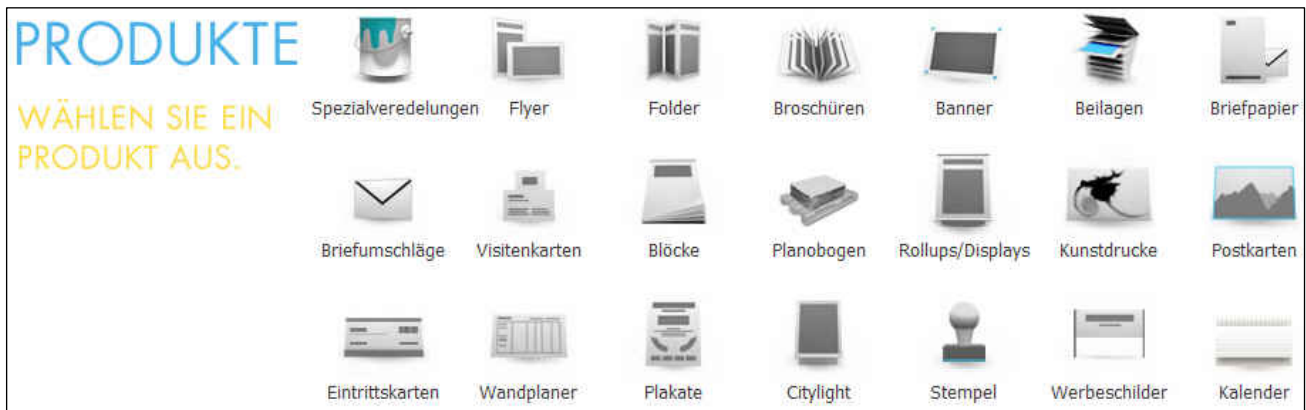 PRODUKTE
WÄHLEN SIE EIN
PRODUKT AUS.
Spezialveredelungen Flyer Folder Broschüren Banner Beilagen Briefpapier
Briefumschläge Visitenkarten Blöcke Planobogen Rollups/Displays Kunstdrucke Postkarten
Eintrittskarten Wandplaner Plakate Citylight Stempel Werbeschilder Kalender